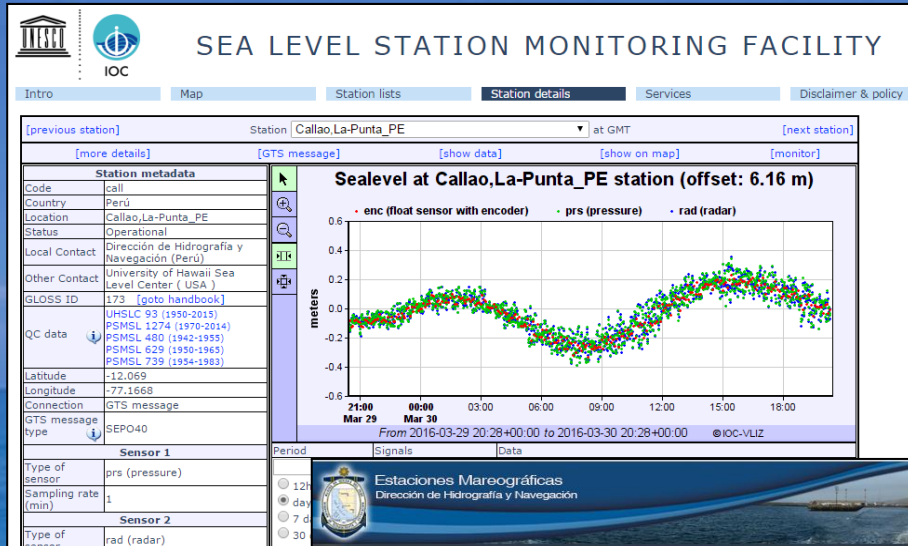 UNESCO
IOC
SEA LEVEL STATION MONITORING FACILITY
Intro Map Station lists Station details Services Disclaimer & policy
[previous station] Station Callao,La-Punta_PE at GMT [next station]
[more details] [GTS message] [show data] [show on map] [monitor]
Station metadata
Code call
Country Perú
Location Callao,La-Punta_PE
Status Operational
Local Contact Dirección de Hidrografía y
Navegación (Perú)
Other Contact University of Hawaii Sea
Level Center ( USA )
GLOSS ID 173 [goto handbook]
QC data
UHSLC 93 (1950-2015)
PSMSL 1274 (1970-2014)
PSMSL 480 (1942-1955)
PSMSL 629 (1950-1965)
PSMSL 739 (1954-1983)
Latitude -12.069
Longitude -77.1668
Connection GTS message
GTS message
type SEPO40
Sensor 1
Type of
sensor prs (pressure)
Sampling rate
(min) 1
Sensor 2
Type of
sensor rad (radar)
Sealevel at Callao,La-Punta_PE station (offset: 6.16 m)
enc (float sensor with encoder) prs (pressure) rad (radar)
meters
0.6
0.4
0.2
0.0
-0.2
-0.4
-0.6
21:00 00:00 03:00 06:00 09:00 12:00 15:00 18:00
Mar 29 Mar 30
From 2016-03-29 20:28+00:00 to 2016-03-30 20:28+00:00 ©IOC-VLIZ
Period Signals Data
12h
day
7 d
30
Estaciones Mareográficas
Dirección de Hidrografía y Navegación